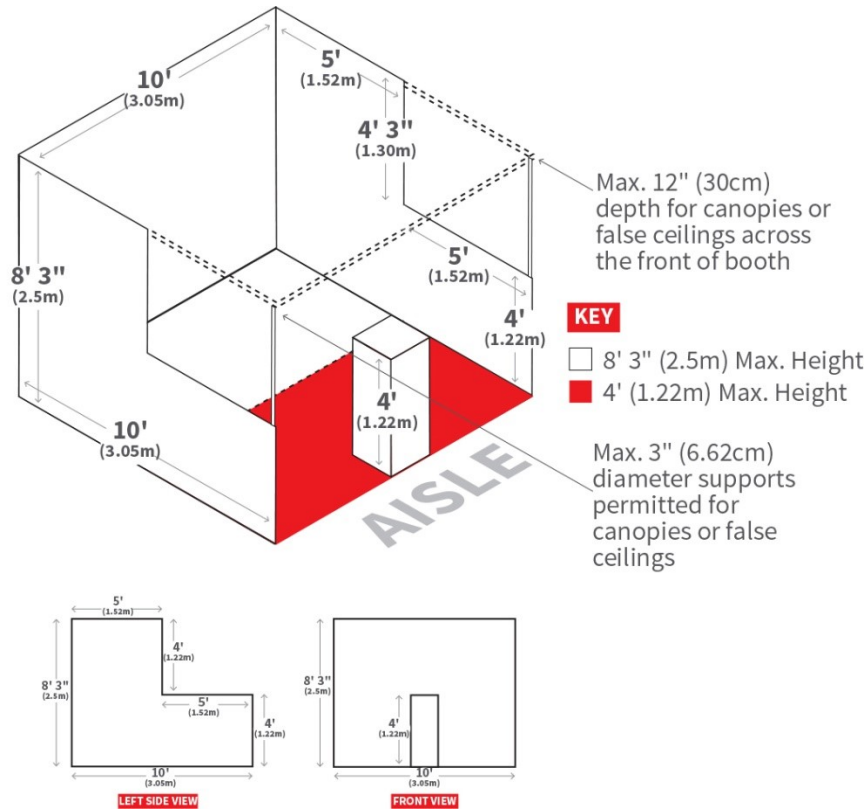 10'
(3.05m)
5'
(1.52m)
4' 3"
(1.30m)
Max. 12" (30cm)
depth for canopies or
false ceilings across
the front of booth
8' 3"
(2.5m)
5'
(1.52m)
4'
(1.22m)
KEY
8' 3" (2.5m) Max. Height
4' (1.22m) Max. Height
4'
(1.22m)
10'
(3.05m)
AISLE
Max. 3" (6.62cm)
diameter supports
permitted for
canopies or false
ceilings
5'
(1.52m)
4'
(1.22m)
8' 3"
(2.5m)
5'
(1.52m)
4'
(1.22m)
10'
(3.05m)
LEFT SIDE VIEW
8' 3"
(2.5m)
4'
(1.22m)
10'
(3.05m)
FRONT VIEW